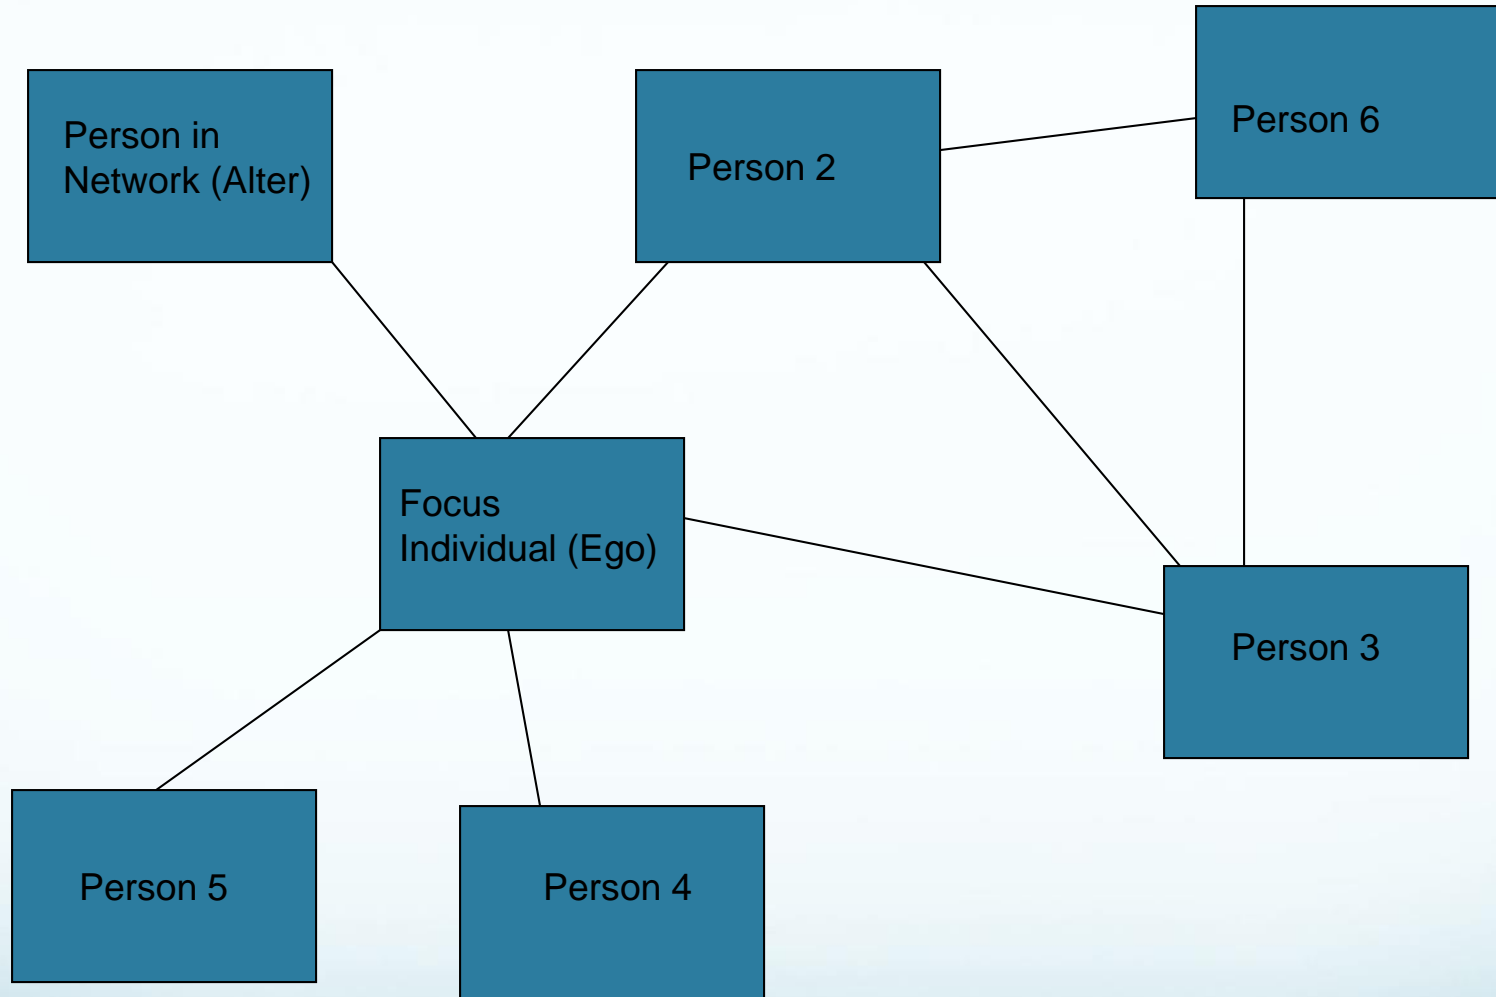 Person in
Network (Alter)
Person 2
Person 6
Focus
Individual (Ego)
Person 3
Person 5
Person 4